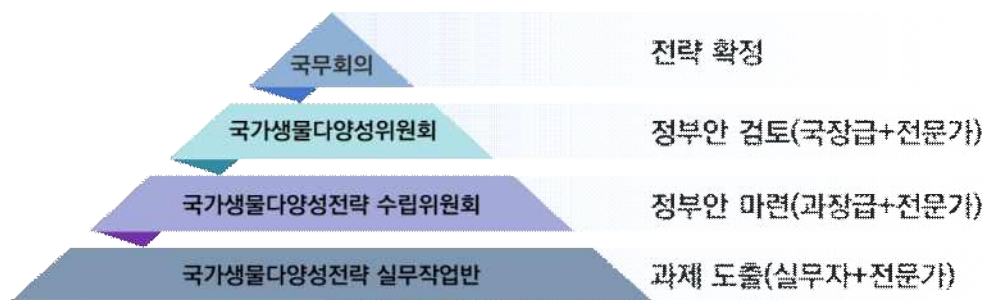 국무회의
전략 확정
국가생물다양성위원회
정부안 검토(국장급+전문가)
국가생물다양성전략 수립위원회
정부안 마련(과장급+전문가)
국가생물다양성전략 실무작업반
과제 도출(실무자+전문가)